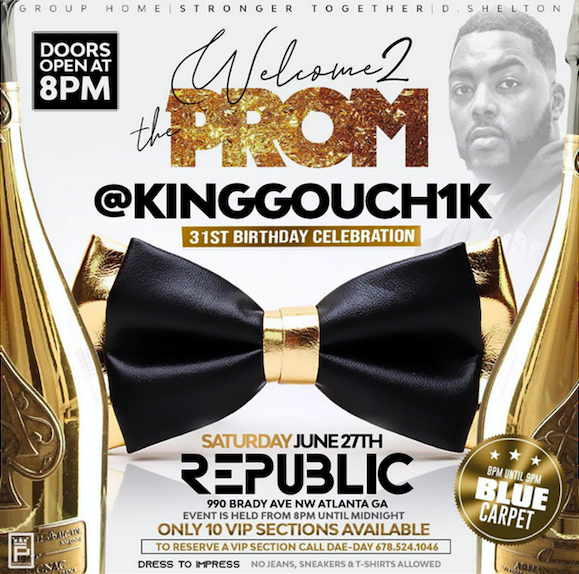 GROUP HOME|STRONGER TOGETHER|D.SHELTON
DOORS
OPEN AT
8PM
Welcome 2
the PROM
@KINGGOUCH1K
31ST BIRTHDAY CELEBRATION
SATURDAY JUNE 27TH
REPUBLIC
990 BRADY AVE NW ATLANTA GA
EVENT IS HELD FROM 8PM UNTIL MIDNIGHT
ONLY 10 VIP SECTIONS AVAILABLE
TO RESERVE A VIP SECTION CALL DAE-DAY 678.524.1046
DRESS TO IMPRESS NO JEANS, SNEAKERS & T-SHIRTS ALLOWED
8PM UNTIL 9PM
BLUE
CARPET